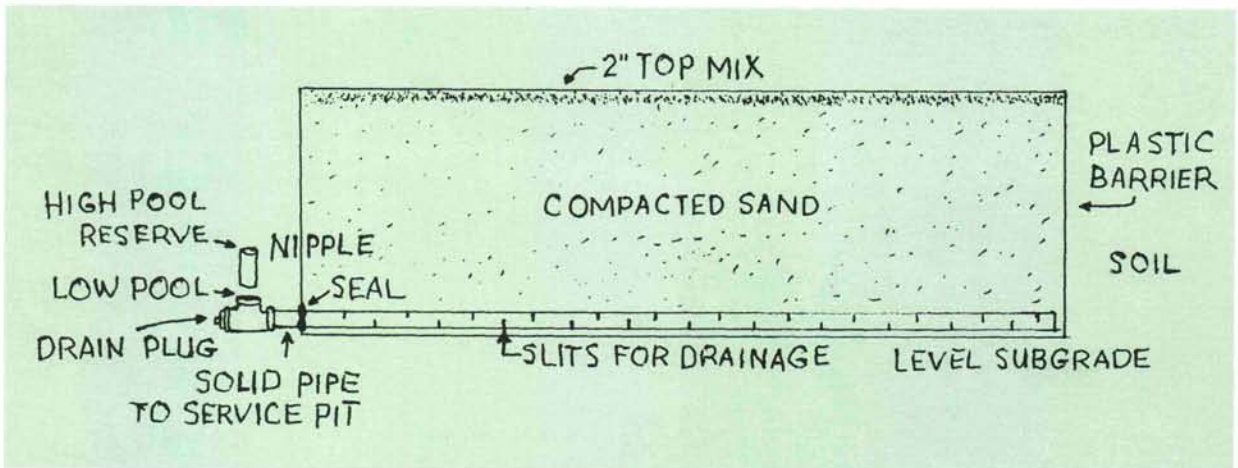 2" TOP MIX
PLASTIC
BARRIER
HIGH POOL
RESERVE
NIPPLE
COMPACTED SAND
SOIL
LOW POOL
SEAL
DRAIN PLUG
SLITS FOR DRAINAGE
LEVEL SUBGRADE
SOLID PIPE
TO SERVICE PIT